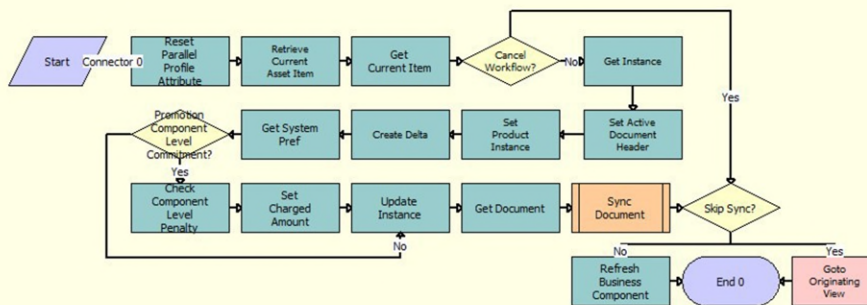 Start
Connector 0
Reset
Parallel
Profile
Attribute
Retrieve
Current
Asset Item
Get
Current Item
Cancel
Workflow?
No
Get Instance
Yes
Promotion
Component
Level
Commitment?
Get System
Pref
Create Delta
Set
Product
Instance
Set Active
Document
Header
Yes
Check
Component
Level
Penalty
Set
Charged
Amount
Update
Instance
Get Document
Sync
Document
Skip Sync?
No
No
Yes
Refresh
Business
Component
End 0
Goto
Originating
View